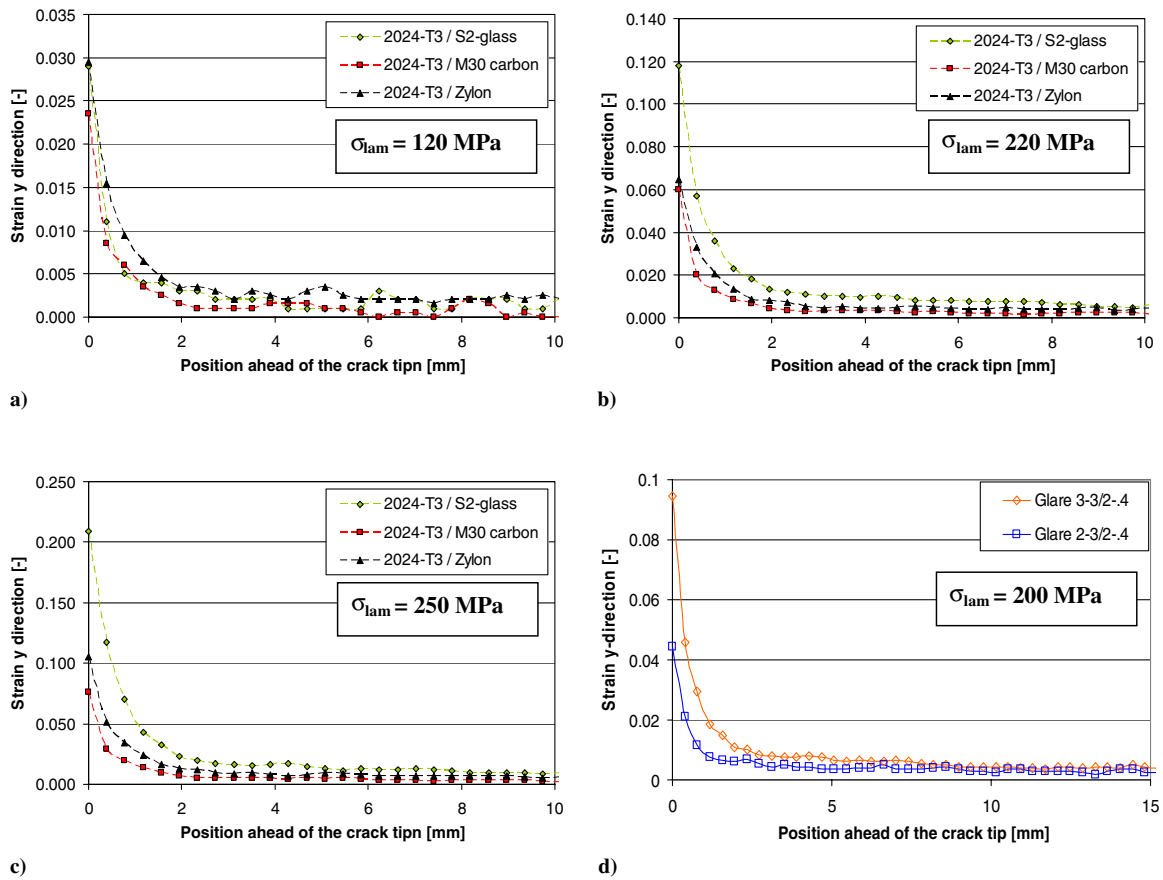 0.035
0.030
0.025
0.020
0.015
0.010
0.005
0.000
0 2 4 6 8 10
Strain y direction [-]
Position ahead of the crack tipn [mm]
2024-T3 / S2-glass
2024-T3 / M30 carbon
2024-T3 / Zylon
σlam = 120 MPa
a)
0.140
0.120
0.100
0.080
0.060
0.040
0.020
0.000
0 2 4 6 8 10
Strain y direction [-]
Position ahead of the crack tipn [mm]
2024-T3 / S2-glass
2024-T3 / M30 carbon
2024-T3 / Zylon
σlam = 220 MPa
b)
0.250
0.200
0.150
0.100
0.050
0.000
0 2 4 6 8 10
Strain y direction [-]
Position ahead of the crack tipn [mm]
2024-T3 / S2-glass
2024-T3 / M30 carbon
2024-T3 / Zylon
σlam = 250 MPa
c)
0.1
0.08
0.06
0.04
0.02
0
0 5 10 15
Strain y-direction [-]
Position ahead of the crack tip [mm]
Glare 3-3/2-.4
Glare 2-3/2-.4
σlam = 200 MPa
d)